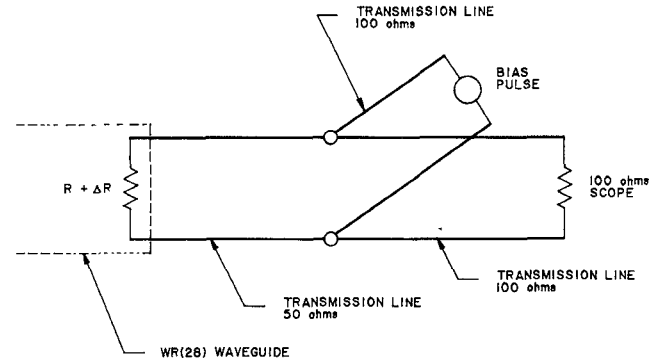 TRANSMISSION LINE
100 ohms
BIAS
PULSE
R + ΔR
100 ohms
SCOPE
TRANSMISSION LINE
100 ohms
TRANSMISSION LINE
50 ohms
WR(28) WAVEGUIDE